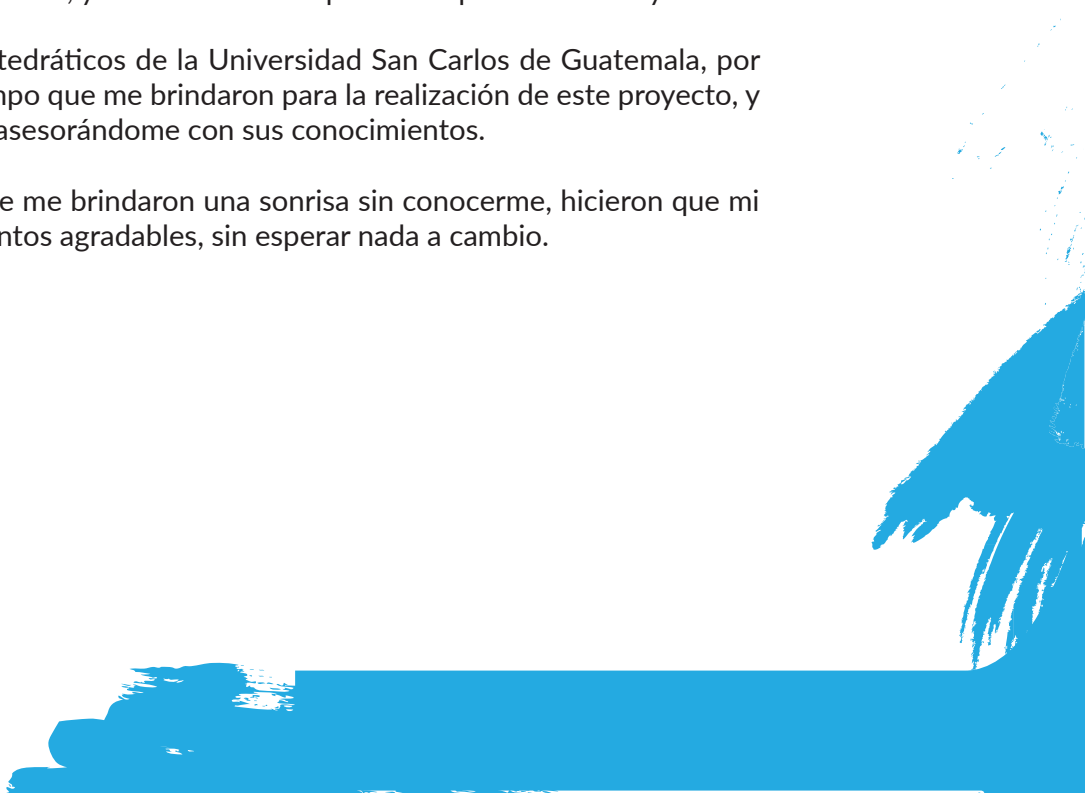 tedráticos de la Universidad San Carlos de Guatemala, por
mpo que me brindaron para la realización de este proyecto, y
asesorándome con sus conocimientos.
e me brindaron una sonrisa sin conocerme, hicieron que mi
ntos agradables, sin esperar nada a cambio.